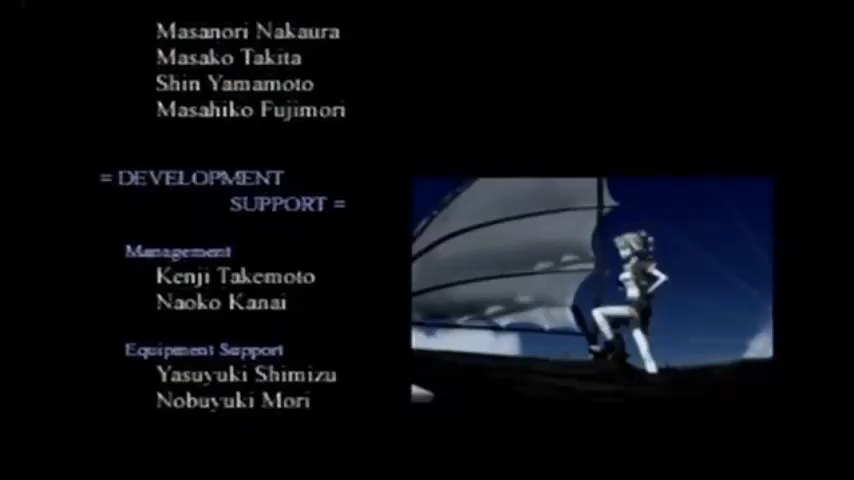 Masanori Nakaura
Masako Takita
Shin Yamamoto
Masahiko Fujimori
= DEVELOPMENT
SUPPORT =
Management
Kenji Takemoto
Naoko Kanai
Equipment Support
Yasuyuki Shimizu
Nobuyuki Mori